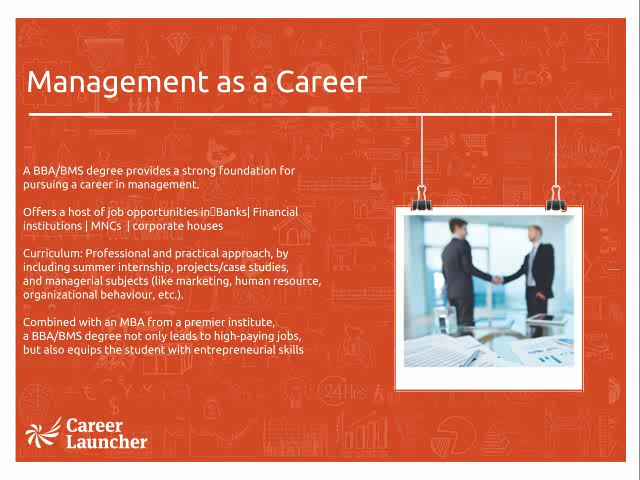 Management as a Career
A BBA/BMS degree provides a strong foundation for
pursuing a career in management.
Offers a host of job opportunities in Banks| Financial
institutions | MNCs | corporate houses
Curriculum: Professional and practical approach, by
including summer internship, projects/case studies,
and managerial subjects (like marketing, human resource,
organizational behaviour, etc.).
Combined with an MBA from a premier institute,
a BBA/BMS degree not only leads to high-paying jobs,
but also equips the student with entrepreneurial skills
Career
Launcher